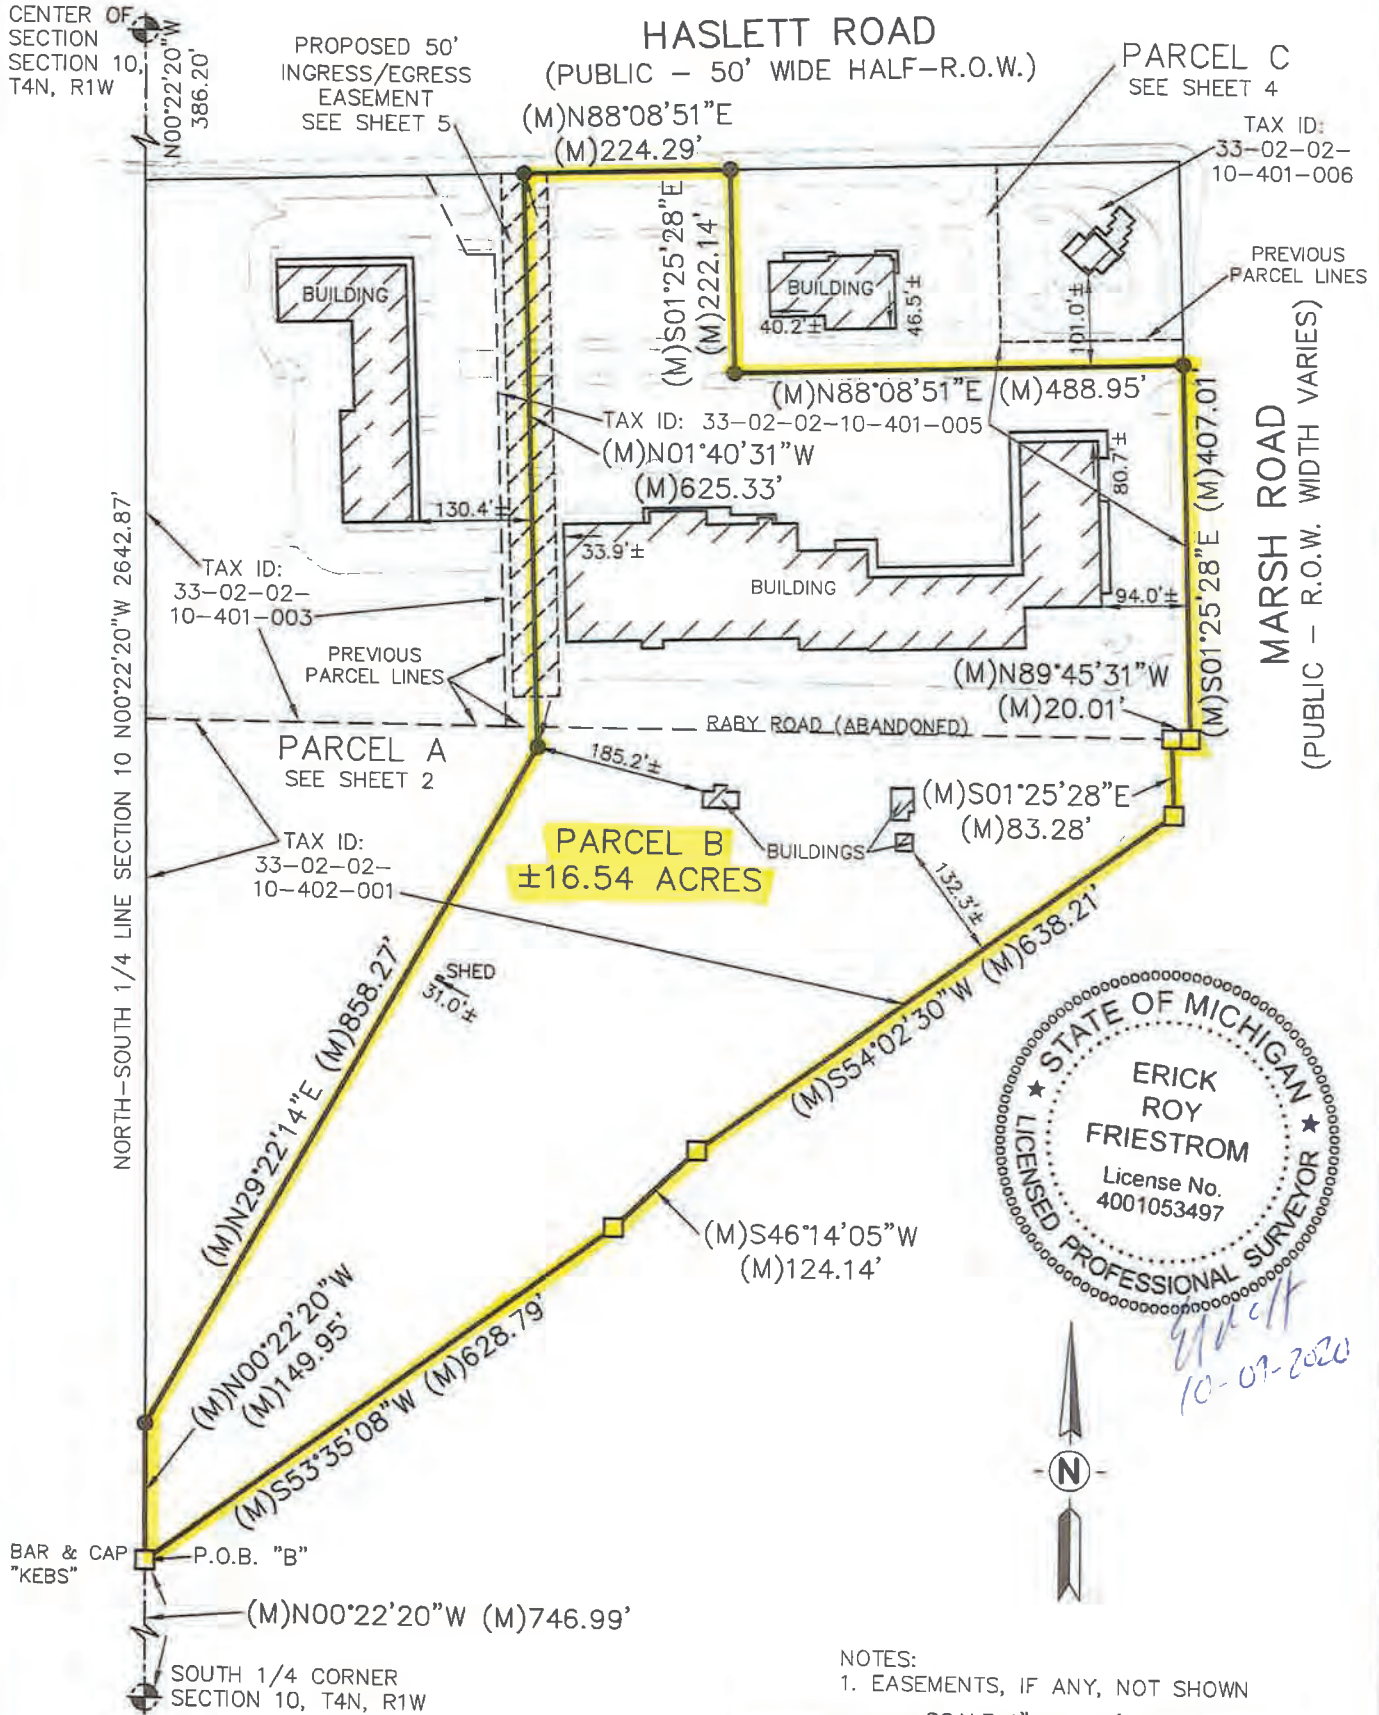 CENTER OF
SECTION
SECTION 10,
T4N, R1W
N00°22'20"W
386.20'
PROPOSED 50'
INGRESS/EGRESS
EASEMENT
SEE SHEET 5
HASLETT ROAD
(PUBLIC - 50' WIDE HALF-R.O.W.)
PARCEL C
SEE SHEET 4
TAX ID:
33-02-02-
10-401-006
(M)N88°08'51"E
(M)224.29'
(M)S01°25'28"E
(M)222.14'
BUILDING
BUILDING
40.2'±
46.5'±
101.0'±
PREVIOUS
PARCEL LINES
(M)N88°08'51"E (M)488.95'
TAX ID: 33-02-02-10-401-005
(M)N01°40'31"W
(M)625.33'
130.4'±
33.9'±
BUILDING
80.7'±
94.0'±
(M)S01°25'28"E (M)407.01
MARSH ROAD
(PUBLIC - R.O.W. WIDTH VARIES)
NORTH-SOUTH 1/4 LINE SECTION 10 N00°22'20"W 2642.87'
TAX ID:
33-02-02-
10-401-003
PREVIOUS
PARCEL LINES
(M)N89°45'31"W
(M)20.01'
RABY ROAD (ABANDONED)
PARCEL A
SEE SHEET 2
185.2'±
(M)S01°25'28"E
(M)83.28'
TAX ID:
33-02-02-
10-402-001
PARCEL B
±16.54 ACRES
BUILDINGS
132.3'±
SHED
31.0'±
(M)N29°22'14"E (M)858.27'
(M)S54°02'30"W (M)638.21'
STATE OF MICHIGAN
ERICK
ROY
FRIESTROM
License No.
4001053497
LICENSED PROFESSIONAL SURVEYOR
10-07-2020
(M)S46°14'05"W
(M)124.14'
(M)N00°22'20"W
(M)149.95'
(M)S53°35'08"W (M)628.79'
N
BAR & CAP
"KEBS"
P.O.B. "B"
(M)N00°22'20"W (M)746.99'
SOUTH 1/4 CORNER
SECTION 10, T4N, R1W
NOTES:
1. EASEMENTS, IF ANY, NOT SHOWN